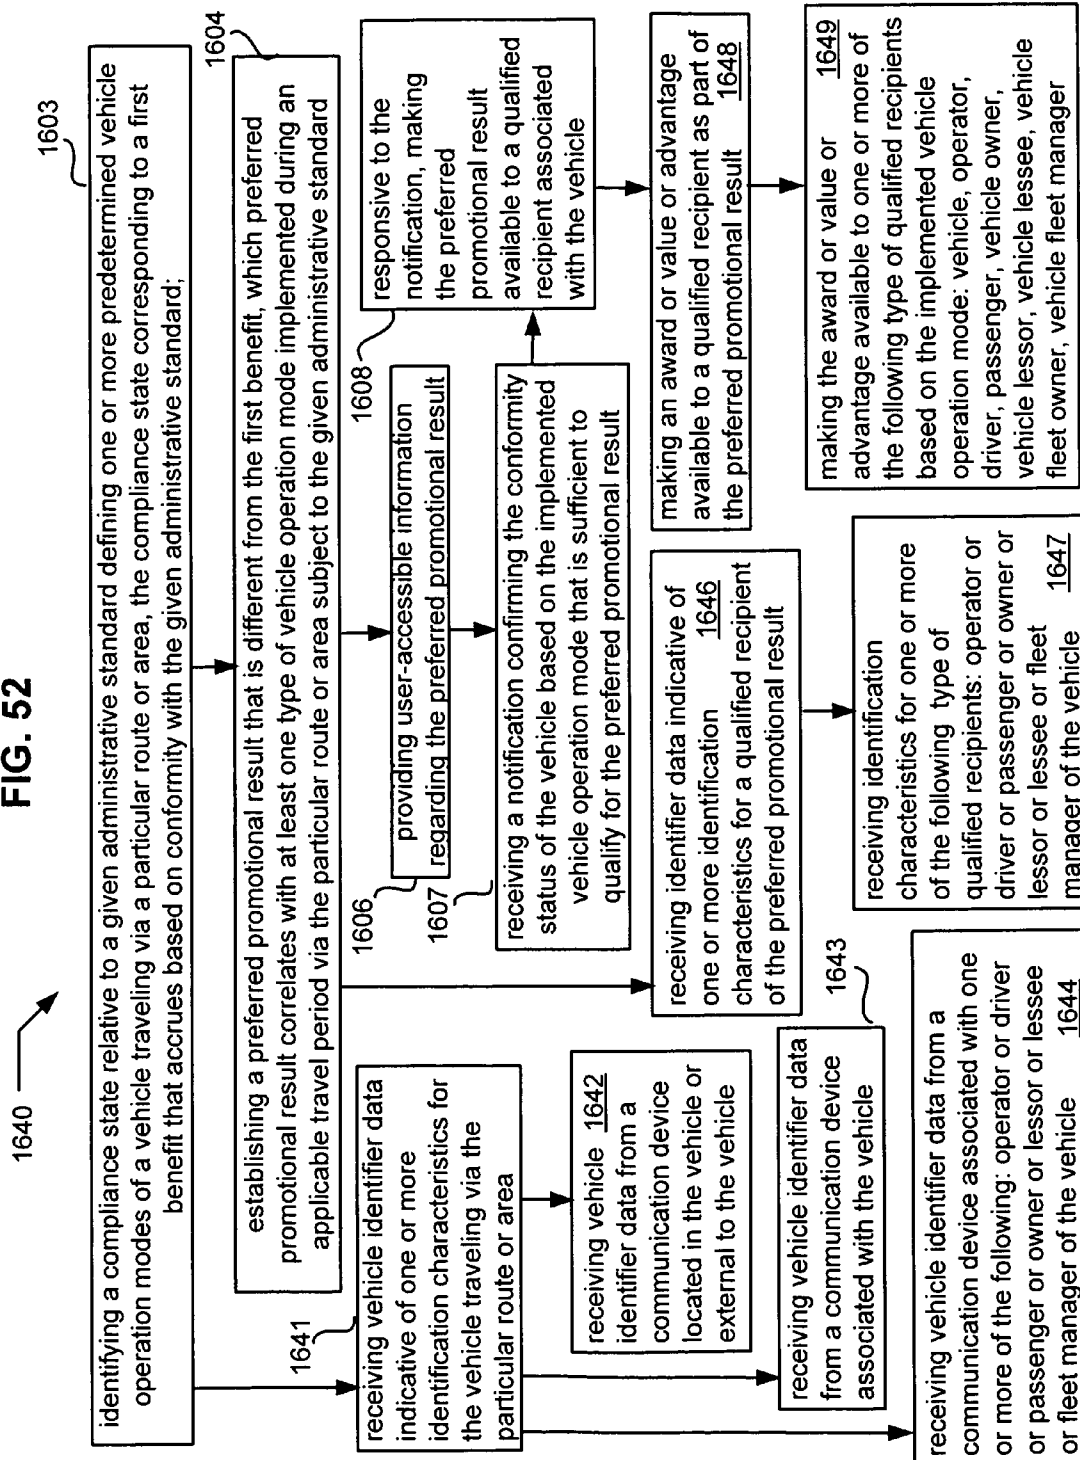 FIG. 52
1640
1603
identifying a compliance state relative to a given administrative standard defining one or more predetermined vehicle
operation modes of a vehicle traveling via a particular route or area, the compliance state corresponding to a first
benefit that accrues based on conformity with the given administrative standard;
1604
establishing a preferred promotional result that is different from the first benefit, which preferred
promotional result correlates with at least one type of vehicle operation mode implemented during an
applicable travel period via the particular route or area subject to the given administrative standard
1641
receiving vehicle identifier data
indicative of one or more
identification characteristics for
the vehicle traveling via the
particular route or area
1606
providing user-accessible information
regarding the preferred promotional result
1608
responsive to the
notification, making
the preferred
promotional result
available to a qualified
recipient associated
with the vehicle
1607
receiving a notification confirming the conformity
status of the vehicle based on the implemented
vehicle operation mode that is sufficient to
qualify for the preferred promotional result
receiving vehicle 1642
identifier data from a
communication device
located in the vehicle or
external to the vehicle
receiving identifier data indicative of
one or more identification 1646
characteristics for a qualified recipient
of the preferred promotional result
making an award or value or advantage
available to a qualified recipient as part of
the preferred promotional result 1648
1643
receiving vehicle identifier data
from a communication device
associated with the vehicle
receiving identification
characteristics for one or more
of the following type of
qualified recipients: operator or
driver or passenger or owner or
lessor or lessee or fleet
manager of the vehicle 1647
making the award or value or 1649
advantage available to one or more of
the following type of qualified recipients
based on the implemented vehicle
operation mode: vehicle, operator,
driver, passenger, vehicle owner,
vehicle lessor, vehicle lessee, vehicle
fleet owner, vehicle fleet manager
receiving vehicle identifier data from a
communication device associated with one
or more of the following: operator or driver
or passenger or owner or lessor or lessee
or fleet manager of the vehicle 1644